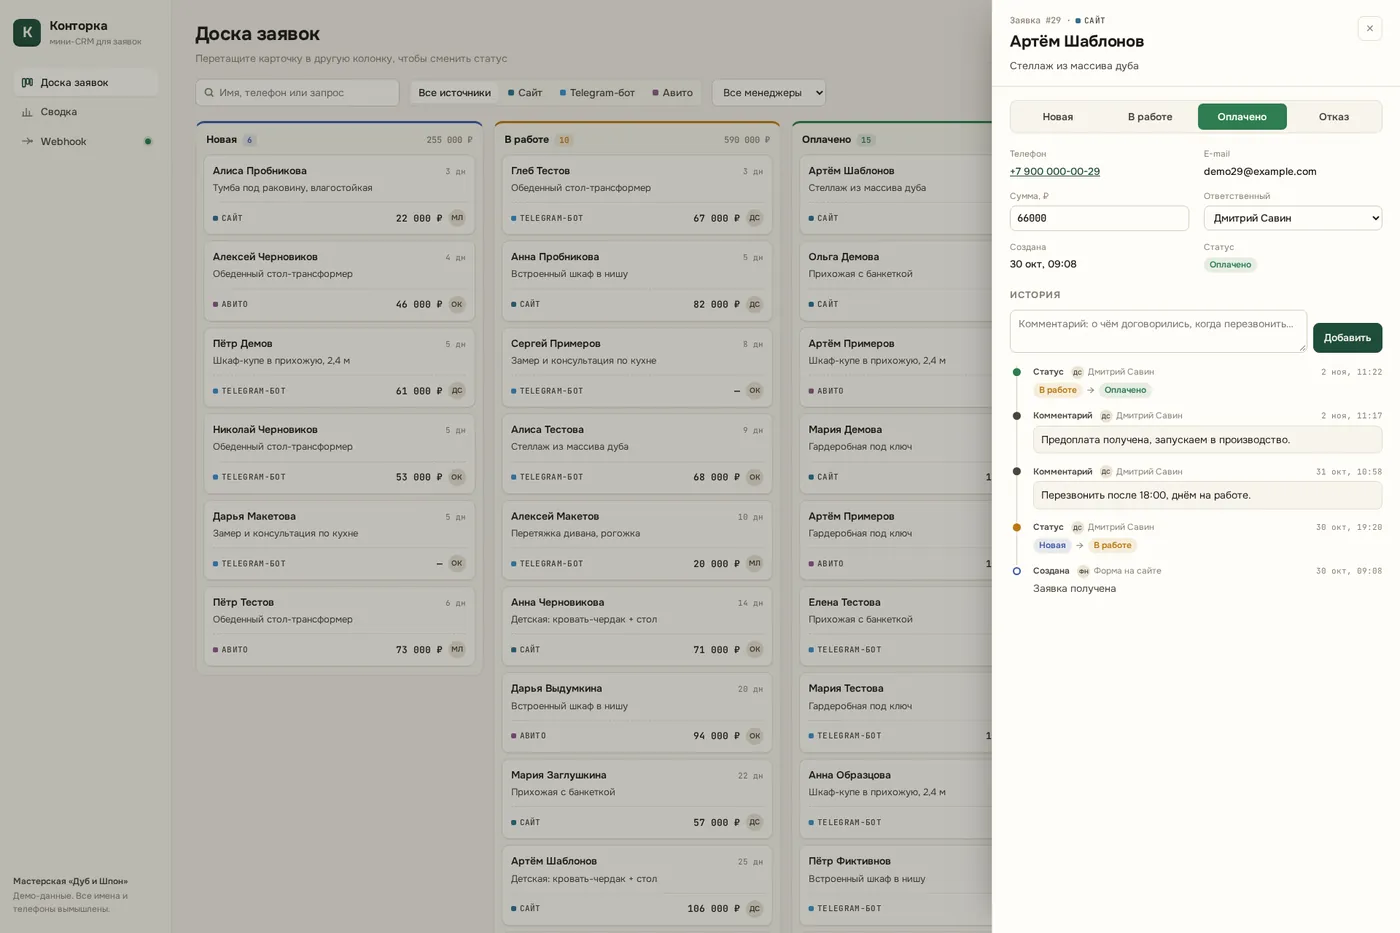 К
Конторка
мини-CRM для заявок
Доска заявок
Сводка
Webhook
Мастерская «Дуб и Шпон»
Демо-данные. Все имена и
телефоны вымышлены.
Доска заявок
Перетащите карточку в другую колонку, чтобы сменить статус
Имя, телефон или запрос
Все источники
Сайт
Telegram-бот
Авито
Все менеджеры
Новая 6 255 000 ₽
Алиса Пробникова 3 дн
Тумба под раковину, влагостойкая
САЙТ 22 000 ₽ МЛ
Алексей Черновиков 4 дн
Обеденный стол-трансформер
АВИТО 46 000 ₽ ОК
Пётр Демов 5 дн
Шкаф-купе в прихожую, 2,4 м
TELEGRAM-БОТ 61 000 ₽ ДС
Николай Черновиков 5 дн
Обеденный стол-трансформер
TELEGRAM-БОТ 53 000 ₽ ОК
Дарья Макетова 5 дн
Замер и консультация по кухне
TELEGRAM-БОТ — ОК
Пётр Тестов 6 дн
Обеденный стол-трансформер
АВИТО 73 000 ₽ МЛ
В работе 10 590 000 ₽
Глеб Тестов 3 дн
Обеденный стол-трансформер
TELEGRAM-БОТ 67 000 ₽ ДС
Анна Пробникова 5 дн
Встроенный шкаф в нишу
САЙТ 82 000 ₽ ДС
Сергей Примеров 8 дн
Замер и консультация по кухне
TELEGRAM-БОТ — ОК
Алиса Тестова 9 дн
Стеллаж из массива дуба
TELEGRAM-БОТ 68 000 ₽ ОК
Алексей Макетов 10 дн
Перетяжка дивана, рогожка
TELEGRAM-БОТ 20 000 ₽ МЛ
Анна Черновикова 14 дн
Детская: кровать-чердак + стол
САЙТ 71 000 ₽ ОК
Дарья Выдумкина 20 дн
Встроенный шкаф в нишу
АВИТО 94 000 ₽ ОК
Мария Заглушкина 22 дн
Прихожая с банкеткой
САЙТ 57 000 ₽ ДС
Артём Шаблонов 25 дн
Детская: кровать-чердак + стол
САЙТ 106 000 ₽ ДС
Оплачено 15
Артём Шаблонов
Стеллаж из массива дуба
САЙТ
Ольга Демова
Прихожая с банкеткой
САЙТ
Артём Примеров
Шкаф-купе в прихожую, 2,4 м
АВИТО
Мария Демова
Гардеробная под ключ
САЙТ 1
Артём Примеров
Гардеробная под ключ
АВИТО 1
Елена Тестова
Прихожая с банкеткой
TELEGRAM-БОТ
Мария Тестова
Гардеробная под ключ
TELEGRAM-БОТ 1
Анна Образцова
Шкаф-купе в прихожую, 2,4 м
TELEGRAM-БОТ
Пётр Фиктивнов
Встроенный шкаф в нишу
TELEGRAM-БОТ
Заявка #29 · САЙТ
Артём Шаблонов
Стеллаж из массива дуба
×
Новая В работе Оплачено Отказ
Телефон E-mail
+7 900 000-00-29 demo29@example.com
Сумма, ₽ Ответственный
66000 Дмитрий Савин
Создана Статус
30 окт, 09:08 Оплачено
ИСТОРИЯ
Комментарий: о чём договорились, когда перезвонить…
Добавить
Статус ДС Дмитрий Савин 2 ноя, 11:22
В работе → Оплачено
Комментарий ДС Дмитрий Савин 2 ноя, 11:17
Предоплата получена, запускаем в производство.
Комментарий ДС Дмитрий Савин 31 окт, 10:58
Перезвонить после 18:00, днём на работе.
Статус ДС Дмитрий Савин 30 окт, 19:20
Новая → В работе
Создана ФН Форма на сайте 30 окт, 09:08
Заявка получена